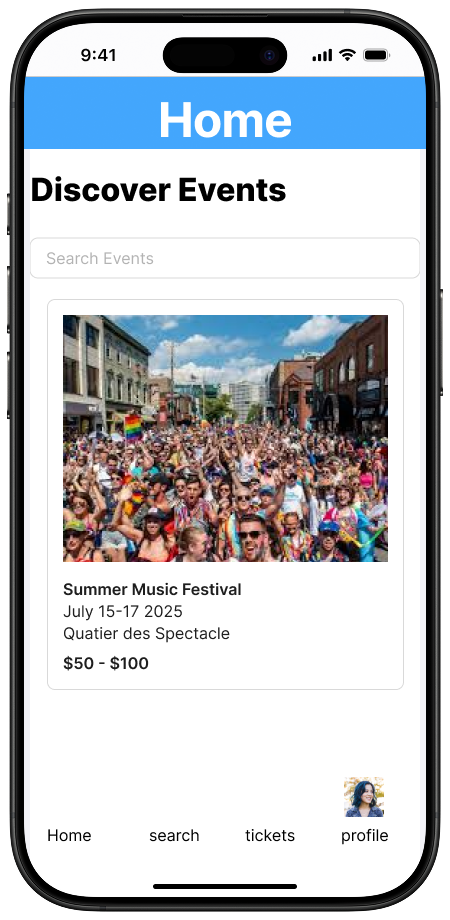 9:41
Home
Discover Events
Search Events
Summer Music Festival
July 15-17 2025
Quatier des Spectacle
$50 - $100
Home search tickets profile